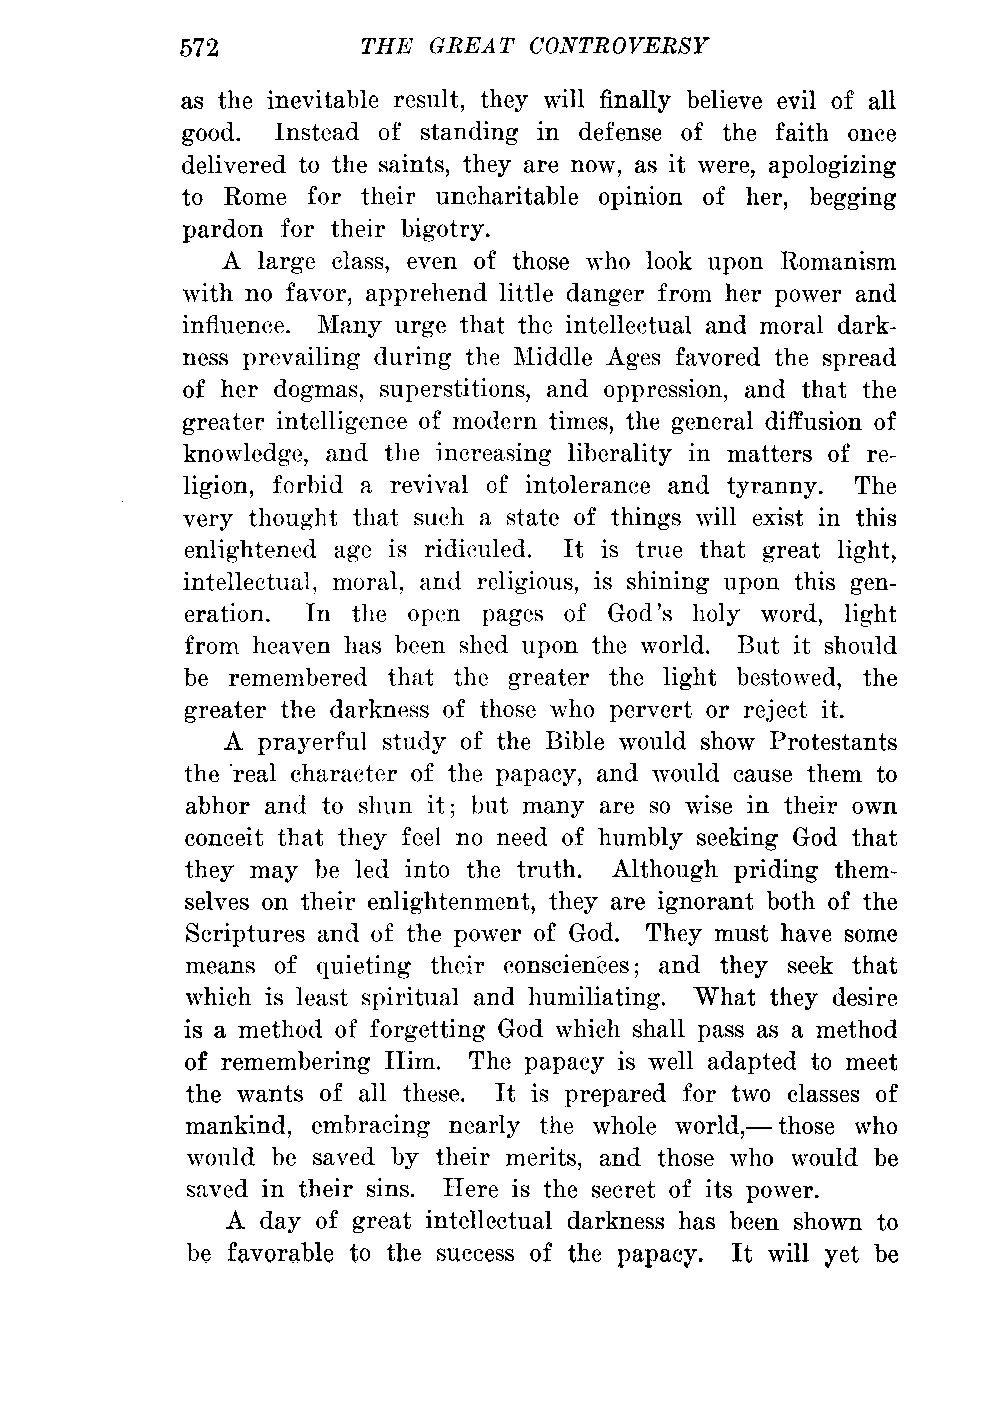 572 THE GREAT CONTROVERSY
as the inevitable result, they will finally believe evil of all
good. Instead of standing in defense of the faith once
delivered to the saints, they are now, as it were, apologizing
to Rome for their uncharitable opinion of her, begging
pardon for their bigotry.
A large class, even of those who look upon Romanism
with no favor, apprehend little danger from her power and
influence. Many urge that the intellectual and moral dark-
ness prevailing during the Middle Ages favored the spread
of her dogmas, superstitions, and oppression, and that the
greater intelligence of modern times, the general diffusion of
knowledge, and the increasing liberality in matters of re-
ligion, forbid a revival of intolerance and tyranny. The
very thought that such a state of things will exist in this
enlightened age is ridiculed. It is true that great light,
intellectual, moral, and religious, is shining upon this gen-
eration. In the open pages of God's holy word, light
from heaven has been shed upon the world. But it should
be remembered that the greater the light bestowed, the
greater the darkness of those who pervert or reject it.
A prayerful study of the Bible would show Protestants
the real character of the papacy, and would cause them to
abhor and to shun it; but many are so wise in their own
conceit that they feel no need of humbly seeking God that
they may be led into the truth. Although priding them-
selves on their enlightenment, they are ignorant both of the
Scriptures and of the power of God. They must have some
means of quieting their consciences; and they seek that
which is least spiritual and humiliating. What they desire
is a method of forgetting God which shall pass as a method
of remembering Him. The papacy is well adapted to meet
the wants of all these. It is prepared for two classes of
mankind, embracing nearly the whole world,— those who
would be saved by their merits, and those who would be
saved in their sins. Here is the secret of its power.
A day of great intellectual darkness has been shown to
be favorable to the success of the papacy. It will yet be